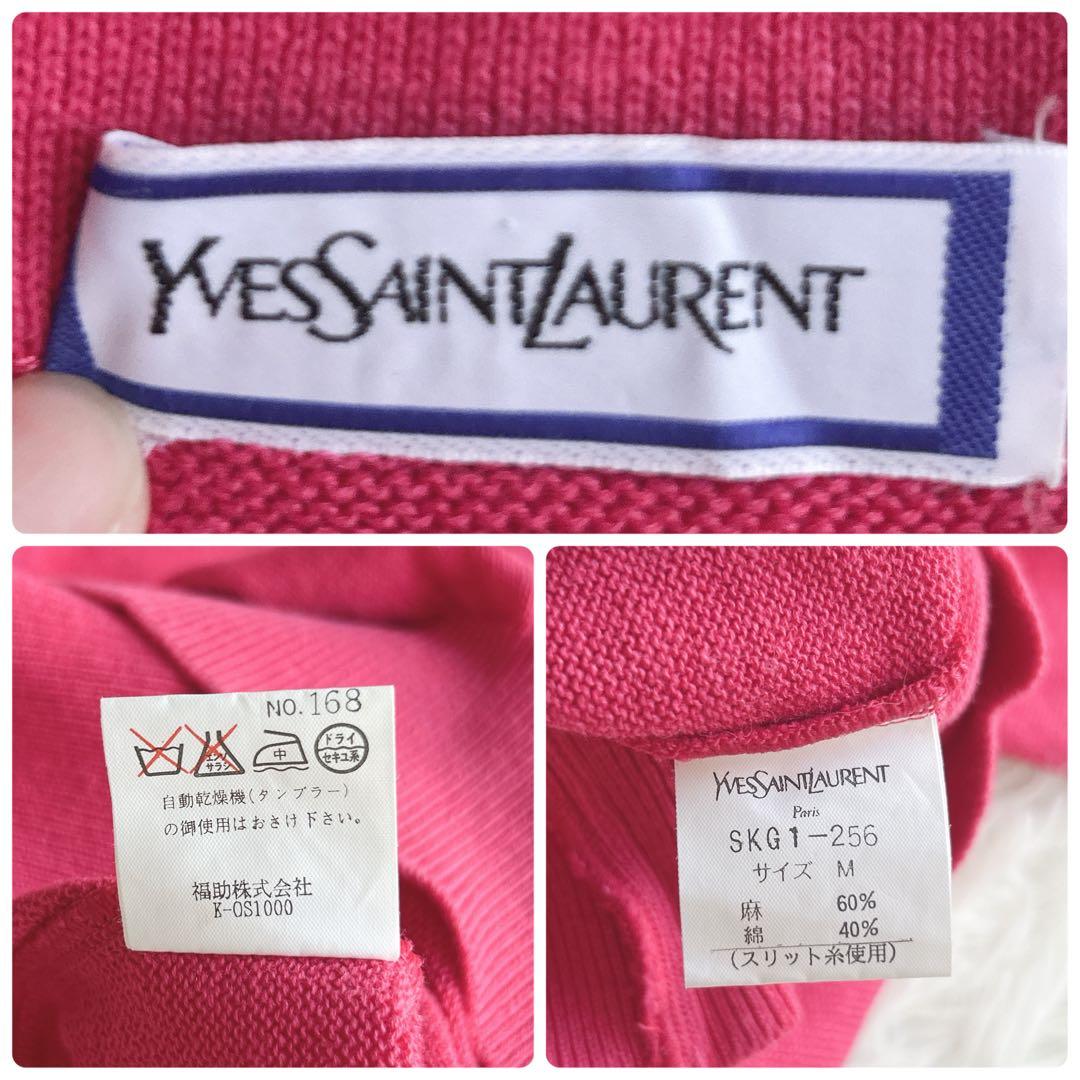 YVESSAINTLAURENT
NO.168
エンソ
サラシ
中
ドライ
セキユ系
自動乾燥機(タンブラー)
の御使用はおさけ下さい。
福助株式会社
K-OS1000
YVESSAINTLAURENT
Paris
SKG1-256
サイズ M
麻 60%
綿 40%
(スリット糸使用)